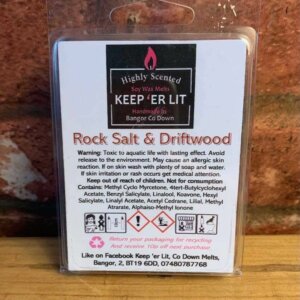 Highly Scented
Soy Wax Melts
KEEP 'ER LIT
Handmade in
Bangor Co Down
Rock Salt & Driftwood
Warning: Toxic to aquatic life with lasting effect. Avoid
release to the environment. May cause an allergic skin
reaction. If on skin wash with plenty of soap and water.
If skin irritation or rash occurs get medical attention.
Keep out of reach of children. Not for consumption
Contains: Methyl Cyclo Myrcetone, 4tert-Butylcyclohexyl
Acetate, Benzyl Salicylate, Linalool, Koavone, Hexyl
Salicylate, Linalyl Acetate, Acetyl Cedrane, Lilial, Methyl
Atrarate, Alphaiso-Methyl Ionone
Return your packaging for recycling
And receive 10p off next purchase
Like on Facebook Keep 'er lit, Co Down Melts,
Bangor, 2, BT19 6DD, 07480787768